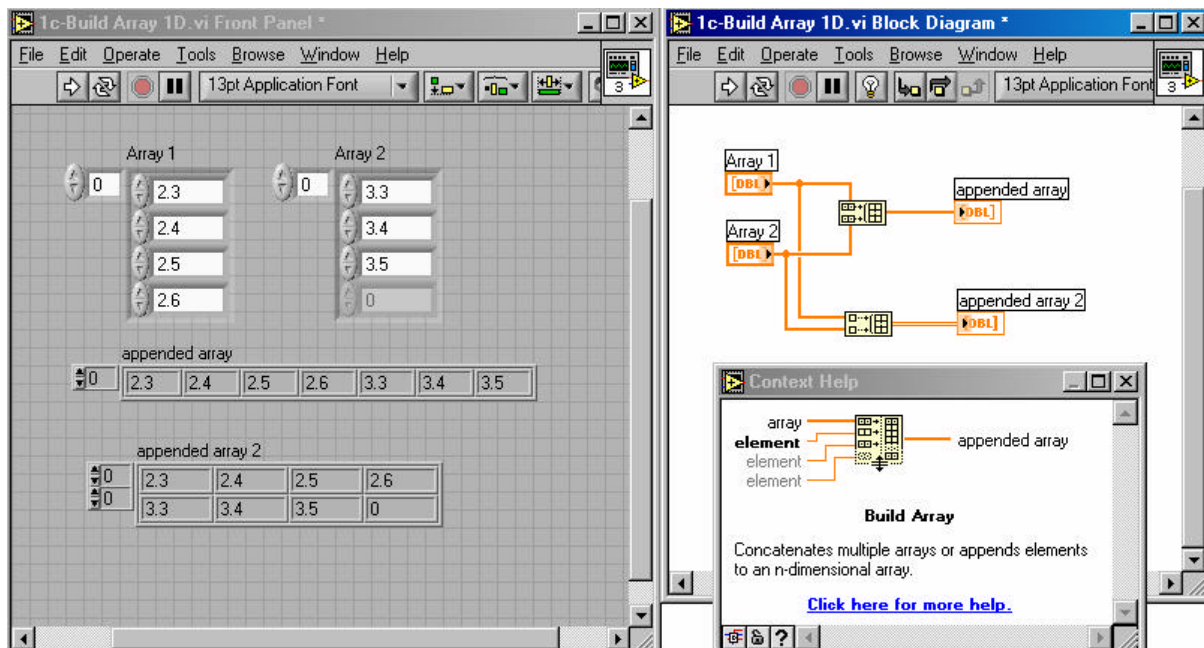 1c-Build Array 1D.vi Front Panel *
File Edit Operate Tools Browse Window Help
13pt Application Font
3
Array 1
0
2.3
2.4
2.5
2.6
Array 2
0
3.3
3.4
3.5
0
appended array
0 2.3 2.4 2.5 2.6 3.3 3.4 3.5
appended array 2
0 2.3 2.4 2.5 2.6
0 3.3 3.4 3.5 0
1c-Build Array 1D.vi Block Diagram *
File Edit Operate Tools Browse Window Help
13pt Application Font
3
Array 1
[DBL]
appended array
DBL]
Array 2
[DBL]
appended array 2
[DBL]
Context Help
array
element
element
element
appended array
Build Array
Concatenates multiple arrays or appends elements
to an n-dimensional array.
Click here for more help.
?